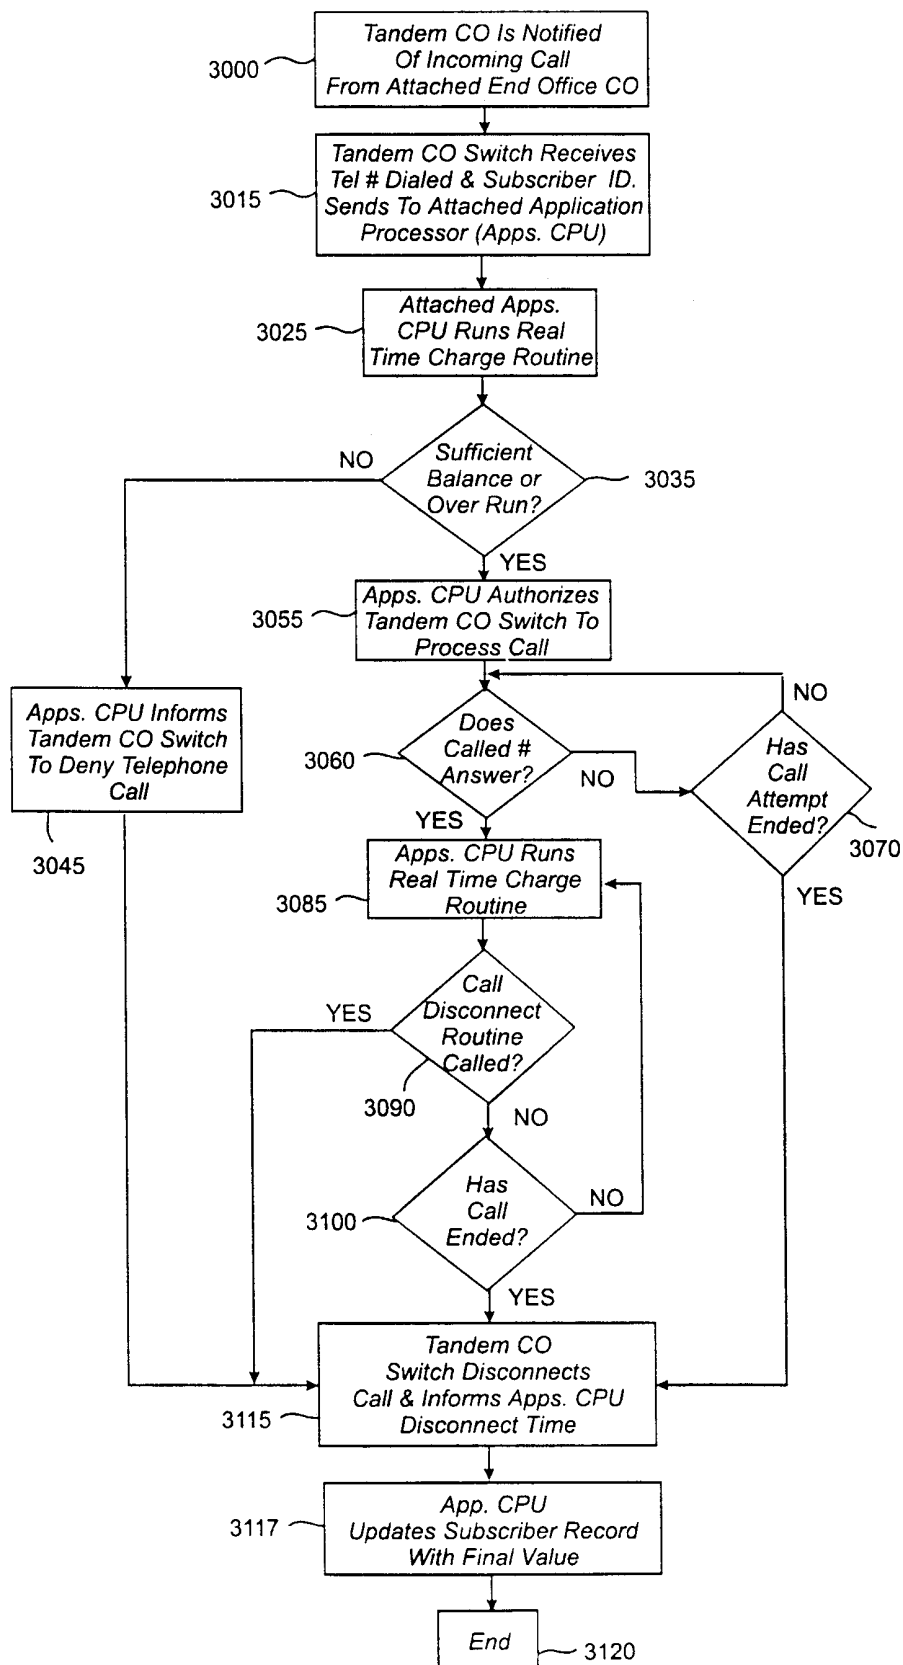 Tandem CO Is Notified
Of Incoming Call
From Attached End Office CO
3000
Tandem CO Switch Receives
Tel # Dialed & Subscriber ID.
Sends To Attached Application
Processor (Apps. CPU)
3015
Attached Apps.
CPU Runs Real
Time Charge Routine
3025
Sufficient
Balance or
Over Run?
3035
NO
YES
Apps. CPU Authorizes
Tandem CO Switch To
Process Call
3055
Apps. CPU Informs
Tandem CO Switch
To Deny Telephone
Call
3045
Does
Called #
Answer?
3060
NO
YES
Has
Call
Attempt
Ended?
3070
NO
YES
Apps. CPU Runs
Real Time Charge
Routine
3085
Call
Disconnect
Routine
Called?
3090
YES
NO
Has
Call
Ended?
3100
NO
YES
Tandem CO
Switch Disconnects
Call & Informs Apps. CPU
Disconnect Time
3115
App. CPU
Updates Subscriber Record
With Final Value
3117
End
3120